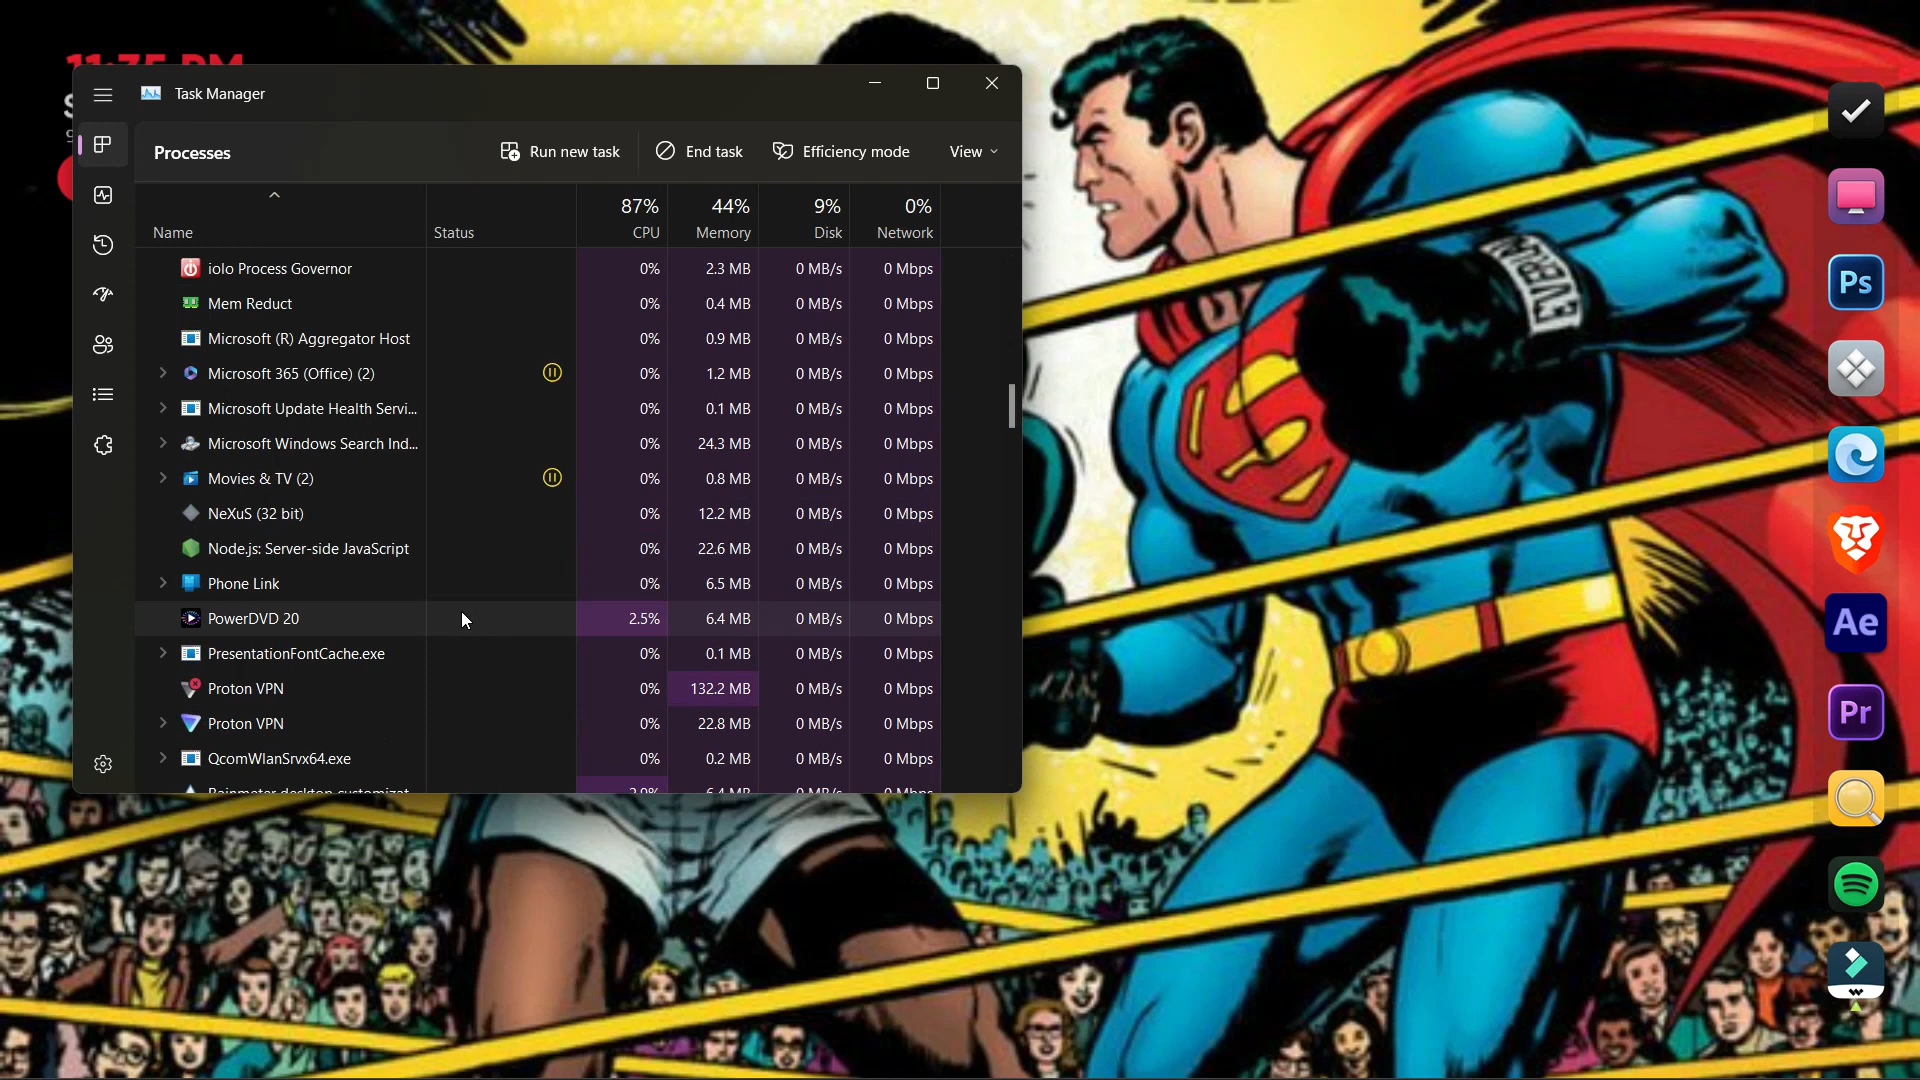 Task Manager
Processes
Run new task
End task
Efficiency mode
View
87% 44% 9% 0%
Name Status CPU Memory Disk Network
iolo Process Governor 0% 2.3 MB 0 MB/s 0 Mbps
Mem Reduct 0% 0.4 MB 0 MB/s 0 Mbps
Microsoft (R) Aggregator Host 0% 0.9 MB 0 MB/s 0 Mbps
Microsoft 365 (Office) (2) 0% 1.2 MB 0 MB/s 0 Mbps
Microsoft Update Health Servi... 0% 0.1 MB 0 MB/s 0 Mbps
Microsoft Windows Search Ind... 0% 24.3 MB 0 MB/s 0 Mbps
Movies & TV (2) 0% 0.8 MB 0 MB/s 0 Mbps
NeXuS (32 bit) 0% 12.2 MB 0 MB/s 0 Mbps
Node.js: Server-side JavaScript 0% 22.6 MB 0 MB/s 0 Mbps
Phone Link 0% 6.5 MB 0 MB/s 0 Mbps
PowerDVD 20 2.5% 6.4 MB 0 MB/s 0 Mbps
PresentationFontCache.exe 0% 0.1 MB 0 MB/s 0 Mbps
Proton VPN 0% 132.2 MB 0 MB/s 0 Mbps
Proton VPN 0% 22.8 MB 0 MB/s 0 Mbps
QcomWlanSrvx64.exe 0% 0.2 MB 0 MB/s 0 Mbps
S
Ps
Ae
Pr